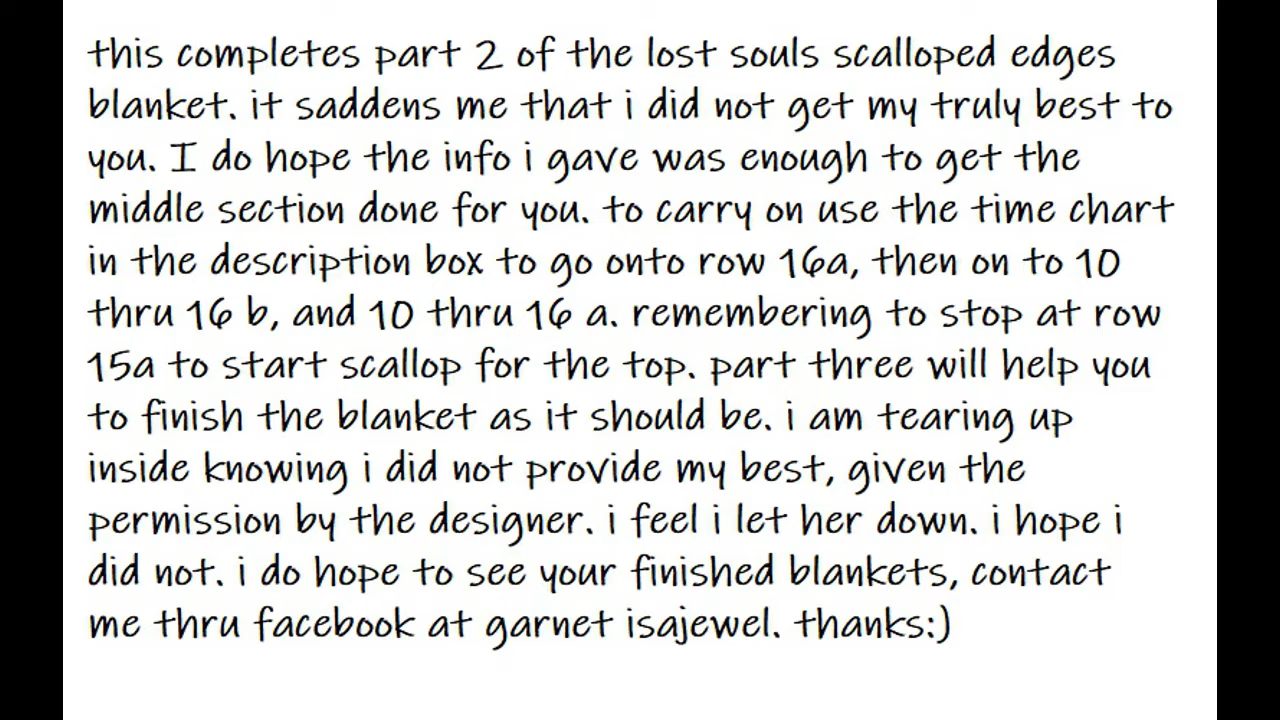 this completes part 2 of the lost souls scalloped edges
blanket. it saddens me that i did not get my truly best to
you. I do hope the info i gave was enough to get the
middle section done for you. to carry on use the time chart
in the description box to go onto row 16a, then on to 10
thru 16 b, and 10 thru 16 a. remembering to stop at row
15a to start scallop for the top. part three will help you
to finish the blanket as it should be. i am tearing up
inside knowing i did not provide my best, given the
permission by the designer. i feel i let her down. i hope i
did not. i do hope to see your finished blankets, contact
me thru facebook at garnet isajewel. thanks:)